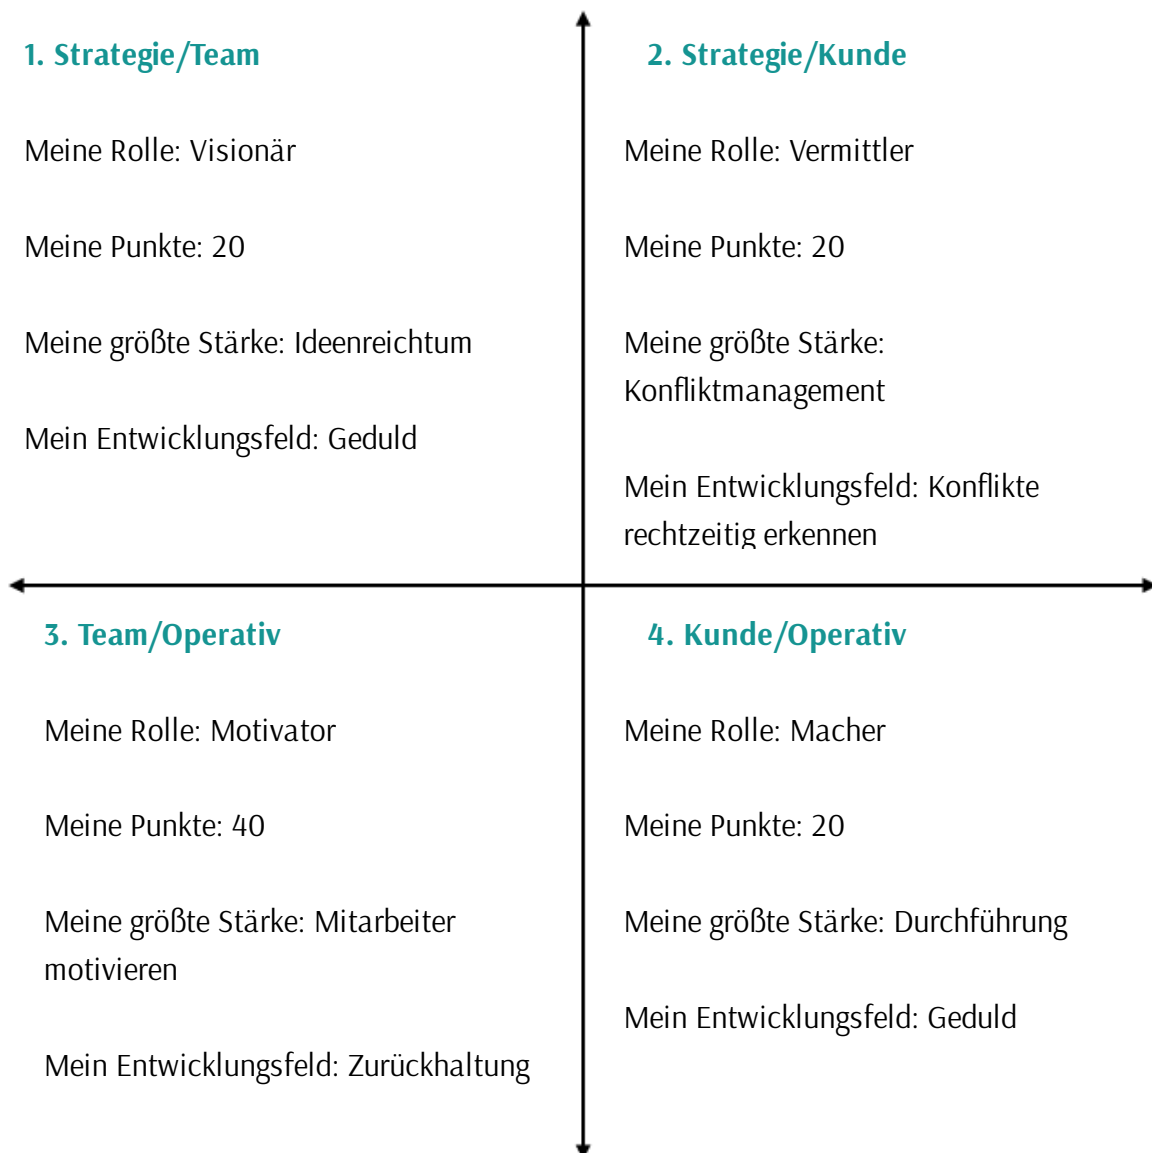 1. Strategie/Team
Meine Rolle: Visionär
Meine Punkte: 20
Meine größte Stärke: Ideenreichtum
Mein Entwicklungsfeld: Geduld
2. Strategie/Kunde
Meine Rolle: Vermittler
Meine Punkte: 20
Meine größte Stärke:
Konfliktmanagement
Mein Entwicklungsfeld: Konflikte
rechtzeitig erkennen
3. Team/Operativ
Meine Rolle: Motivator
Meine Punkte: 40
Meine größte Stärke: Mitarbeiter
motivieren
Mein Entwicklungsfeld: Zurückhaltung
4. Kunde/Operativ
Meine Rolle: Macher
Meine Punkte: 20
Meine größte Stärke: Durchführung
Mein Entwicklungsfeld: Geduld